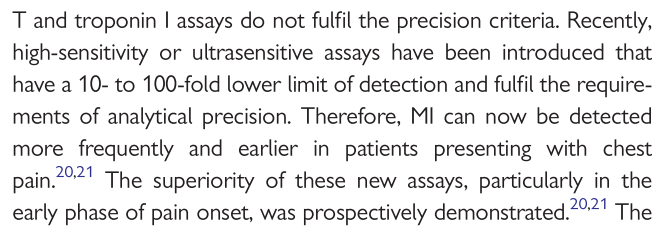 T and troponin I assays do not fulfil the precision criteria. Recently,
high-sensitivity or ultrasensitive assays have been introduced that
have a 10- to 100-fold lower limit of detection and fulfil the require-
ments of analytical precision. Therefore, MI can now be detected
more frequently and earlier in patients presenting with chest
pain.20,21 The superiority of these new assays, particularly in the
early phase of pain onset, was prospectively demonstrated.20,21 The